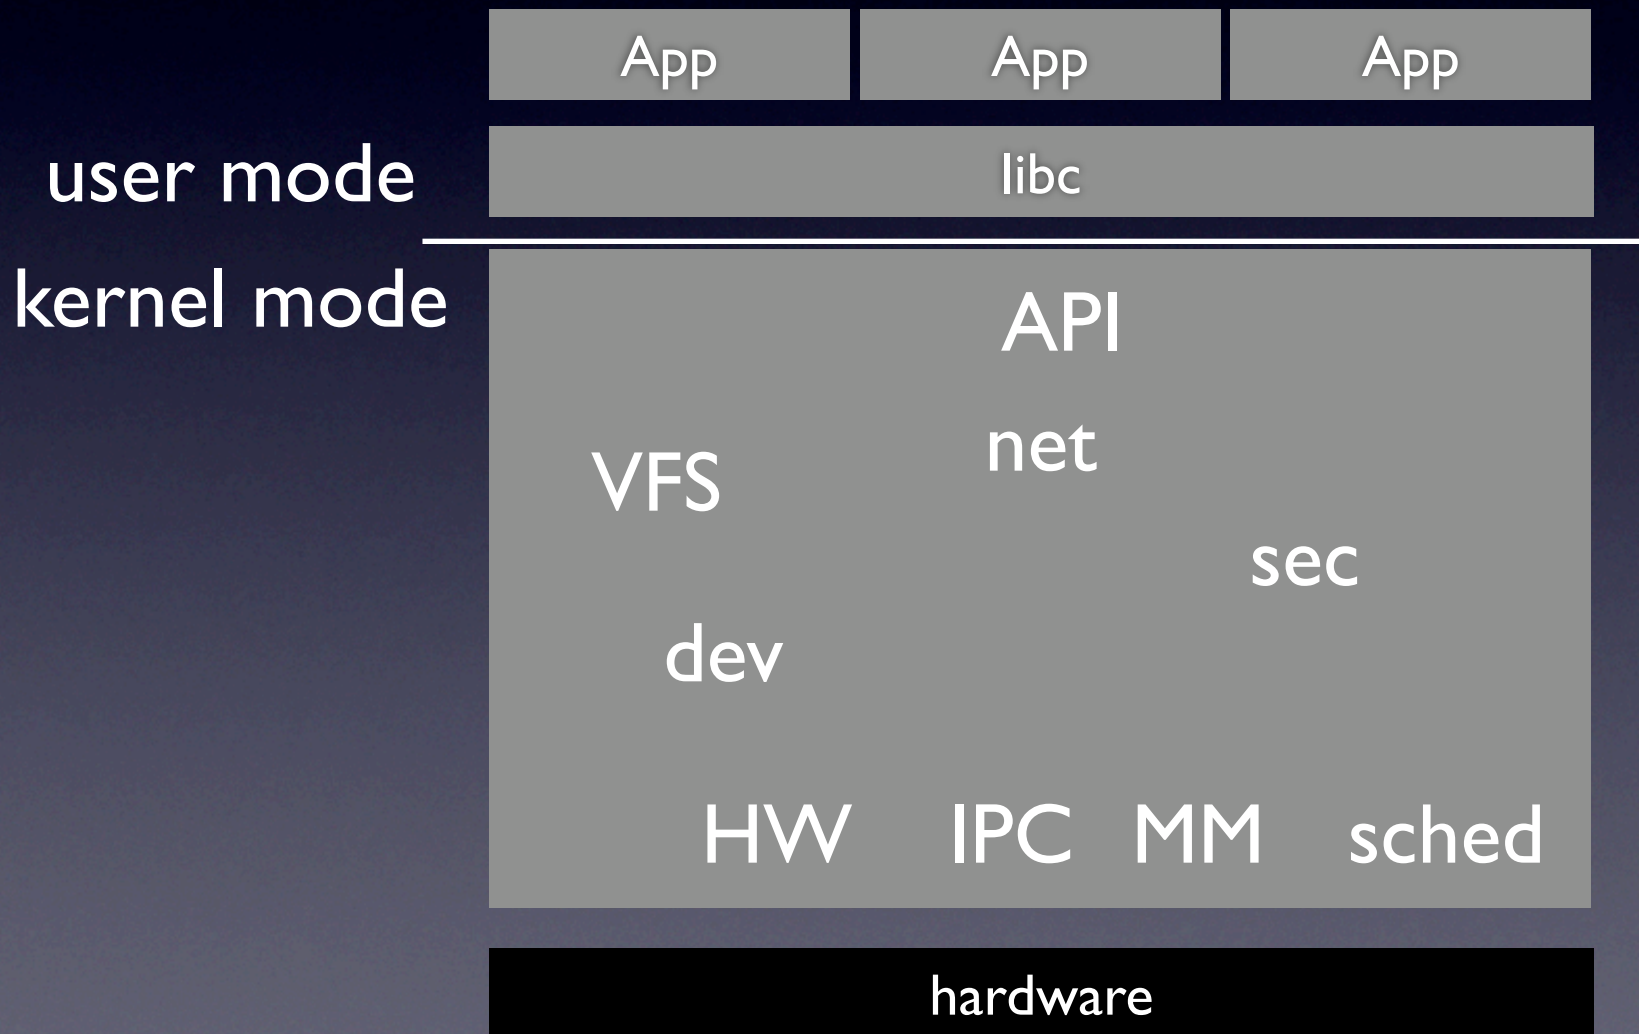 App App App
user mode
libc
kernel mode
API
net
VFS
sec
dev
HW IPC MM sched
hardware